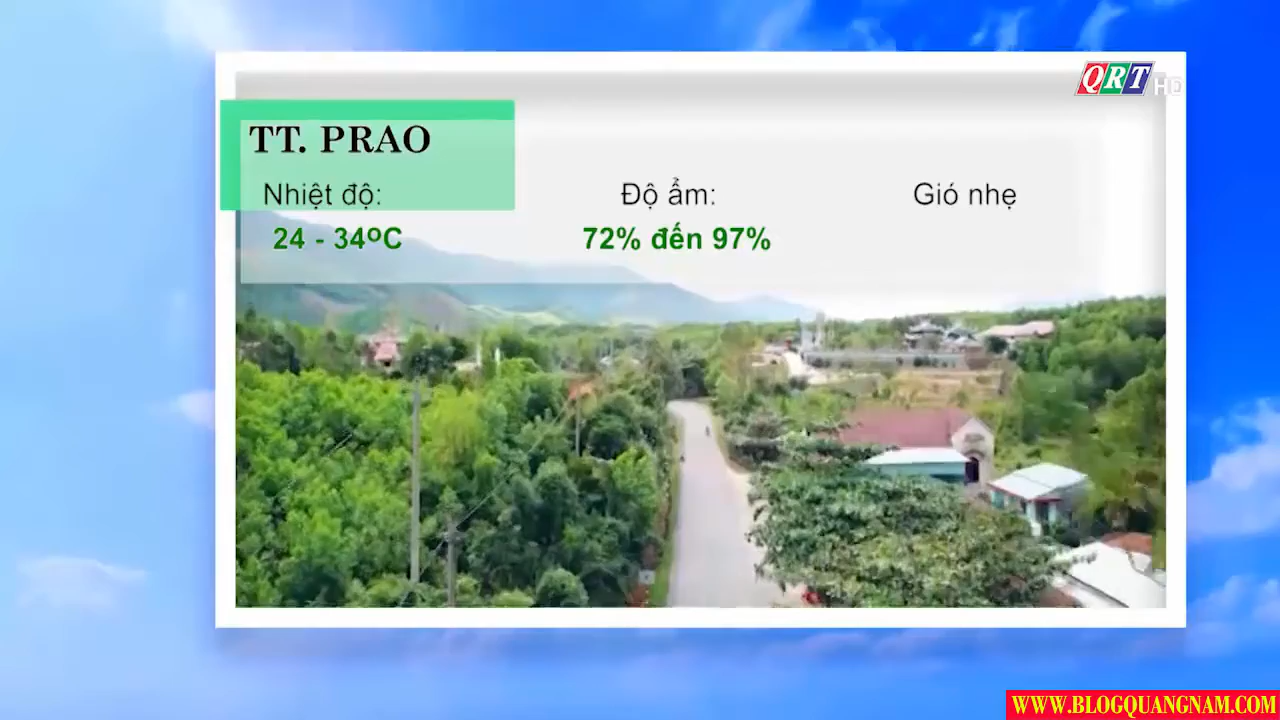 QRT HD
TT. PRAO
Nhiệt độ:
Độ ẩm:
Gió nhẹ
24 - 34ºC
72% đến 97%
WWW.BLOGQUANGNAM.COM